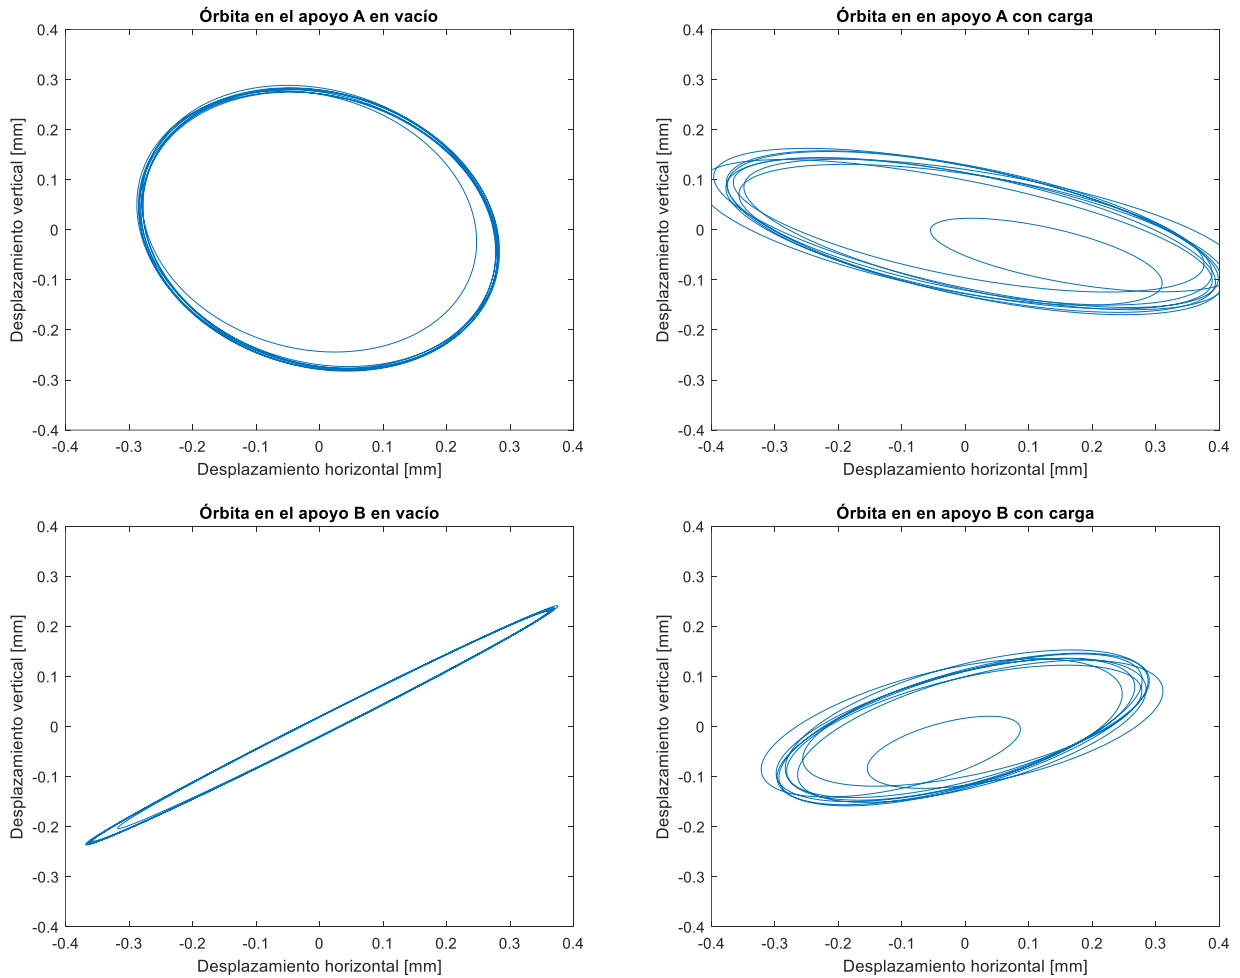 Órbita en el apoyo A en vacío
0.4
0.3
0.2
0.1
0
-0.1
-0.2
-0.3
-0.4
Desplazamiento vertical [mm]
-0.4 -0.3 -0.2 -0.1 0 0.1 0.2 0.3 0.4
Desplazamiento horizontal [mm]
Órbita en en apoyo A con carga
0.4
0.3
0.2
0.1
0
-0.1
-0.2
-0.3
-0.4
Desplazamiento vertical [mm]
-0.4 -0.3 -0.2 -0.1 0 0.1 0.2 0.3 0.4
Desplazamiento horizontal [mm]
Órbita en el apoyo B en vacío
0.4
0.3
0.2
0.1
0
-0.1
-0.2
-0.3
-0.4
Desplazamiento vertical [mm]
-0.4 -0.3 -0.2 -0.1 0 0.1 0.2 0.3 0.4
Desplazamiento horizontal [mm]
Órbita en en apoyo B con carga
0.4
0.3
0.2
0.1
0
-0.1
-0.2
-0.3
-0.4
Desplazamiento vertical [mm]
-0.4 -0.3 -0.2 -0.1 0 0.1 0.2 0.3 0.4
Desplazamiento horizontal [mm]